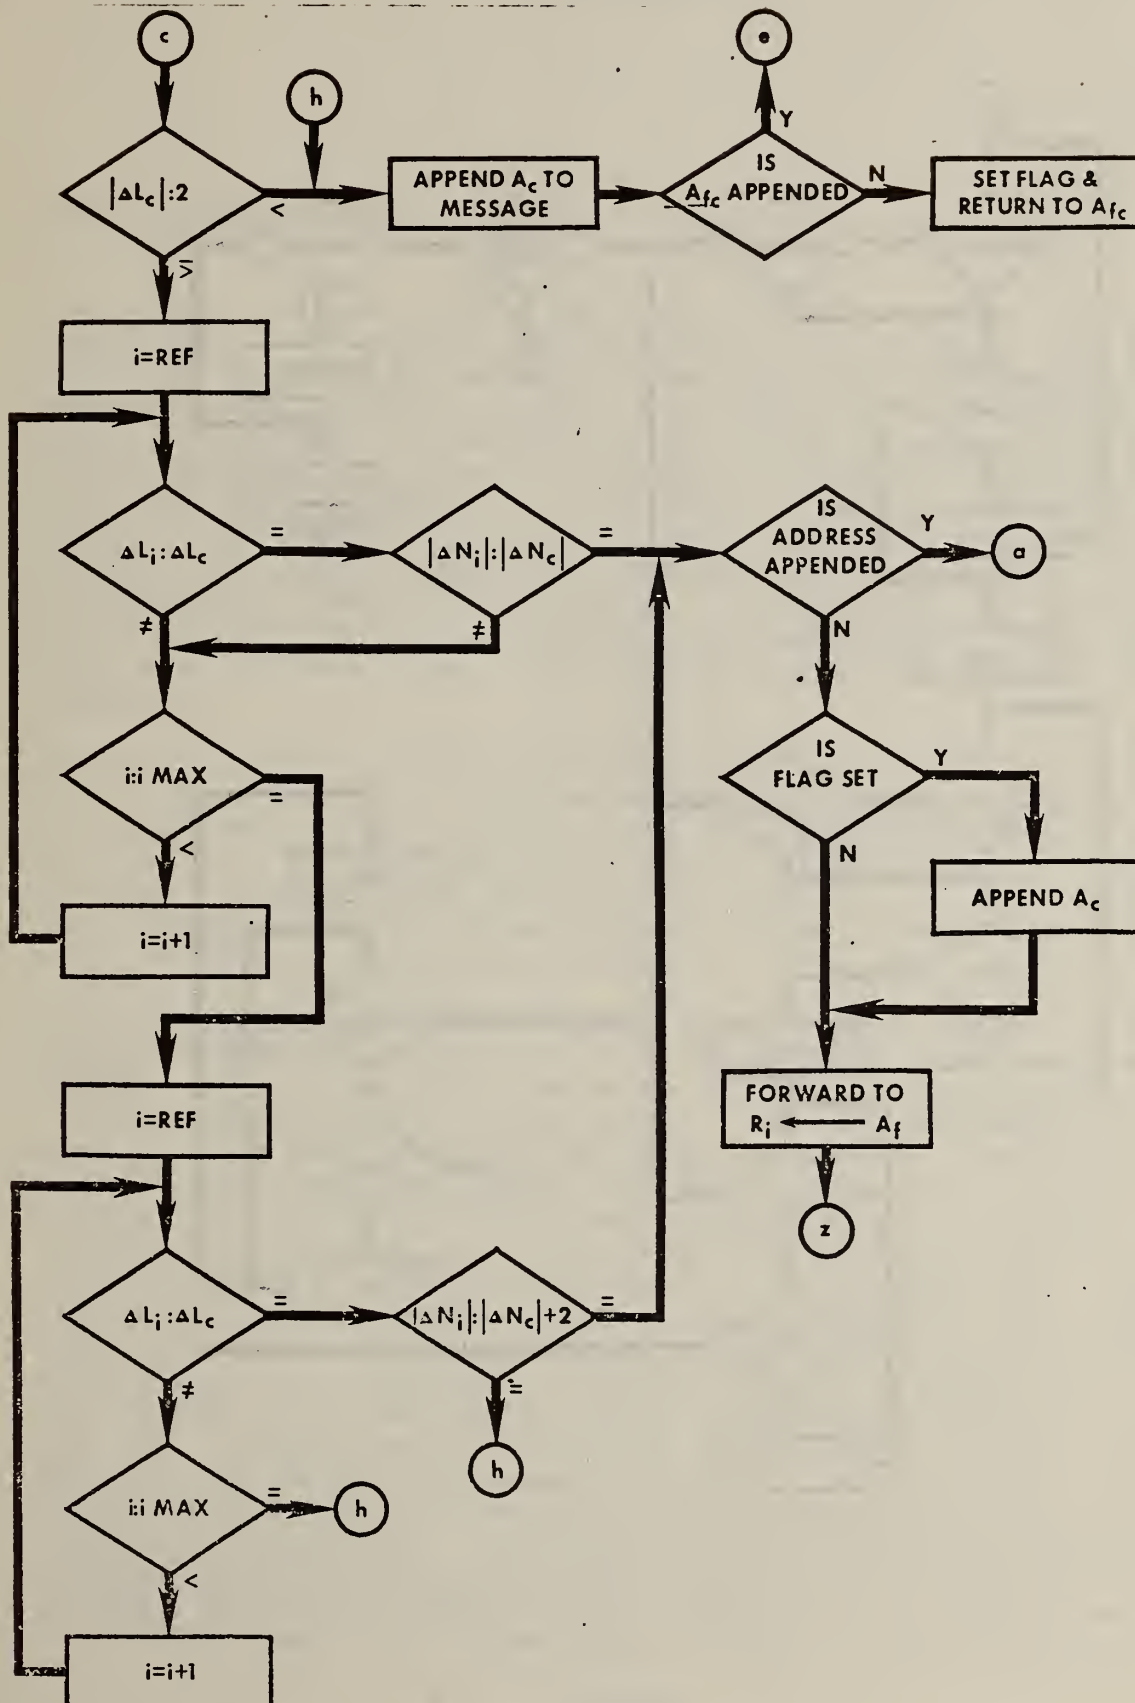 c
e
h
|ΔLc|:2
<
≧
APPEND Ac TO
MESSAGE
IS
Afc APPENDED
Y
N
SET FLAG &
RETURN TO Afc
i=REF
ΔLi:ΔLc
=
≠
|ΔNi|:|ΔNc|
=
≠
IS
ADDRESS
APPENDED
Y
a
N
i:i MAX
=
<
IS
FLAG SET
Y
N
APPEND Ac
i=i+1
i=REF
FORWARD TO
Ri ← Af
z
ΔLi:ΔLc
=
≠
|ΔNi|:|ΔNc|+2
=
=
h
i:i MAX
=
h
<
i=i+1